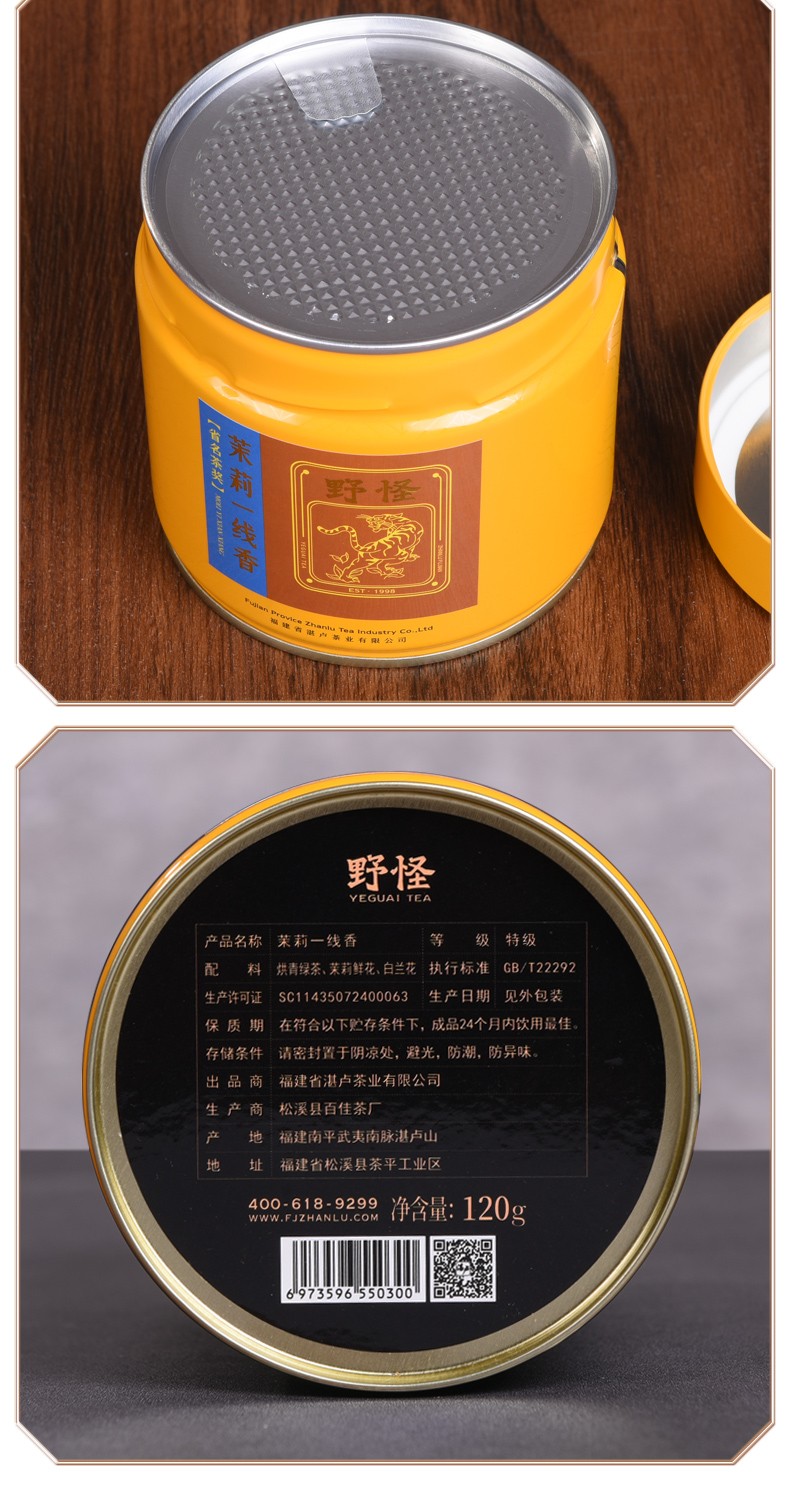 茉莉一线香
【省名茶奖】
野怪
EST · 1998
Fujian Provice Zhanlu Tea Industry Co.,Ltd
福建省湛卢茶业有限公司
野怪
YEGUAI TEA
产品名称 茉莉一线香 等级 特级
配料 烘青绿茶、茉莉鲜花、白兰花 执行标准 GB/T22292
生产许可证 SC11435072400063 生产日期 见外包装
保质期 在符合以下贮存条件下，成品24个月内饮用最佳。
存储条件 请密封置于阴凉处，避光，防潮，防异味。
出品商 福建省湛卢茶业有限公司
生产商 松溪县百佳茶厂
产地 福建南平武夷南脉湛卢山
地址 福建省松溪县茶平工业区
400-618-9299 净含量: 120g
WWW.FJZHANLU.COM
6 973596 550300